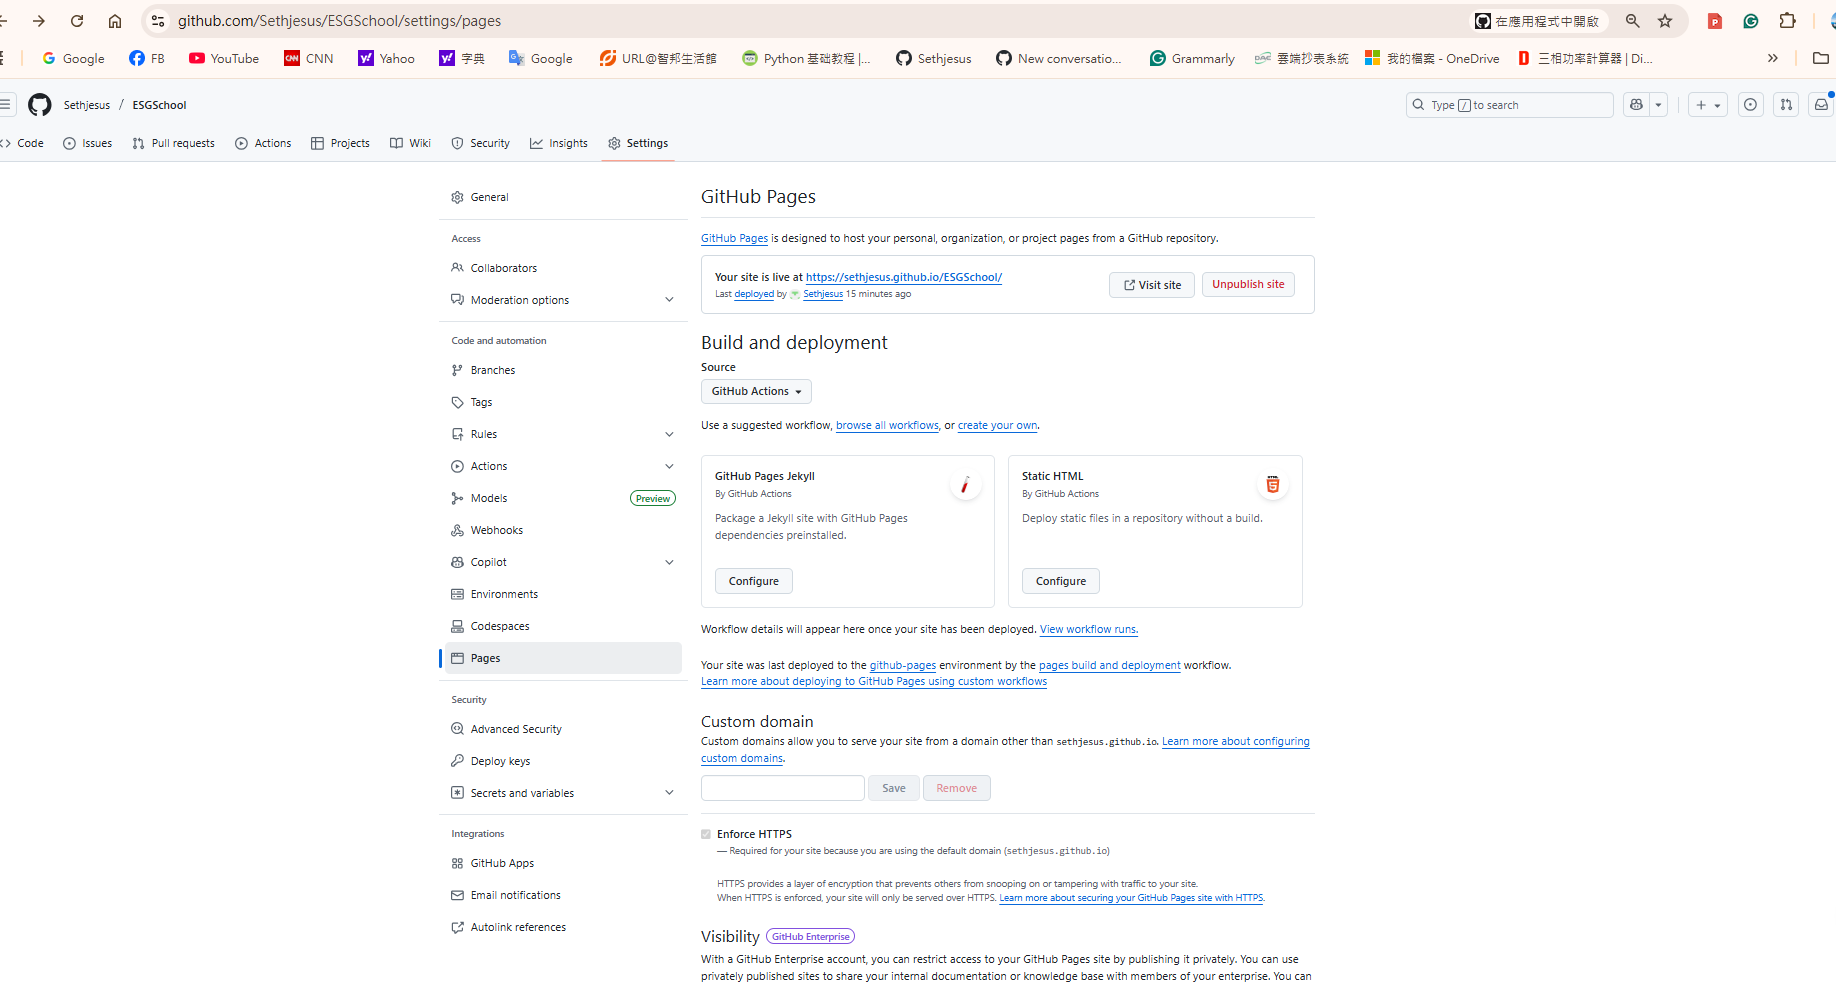 github.com/Sethjesus/ESGSchool/settings/pages
在應用程式中開啟
Google FB YouTube CNN Yahoo 字典 Google URL@智邦生活館 Python 基础教程 |... Sethjesus New conversatio... Grammarly 雲端抄表系統 我的檔案 - OneDrive 三相功率計算器 | Di...
Sethjesus / ESGSchool
Type / to search
Code Issues Pull requests Actions Projects Wiki Security Insights Settings
General
Access
Collaborators
Moderation options
Code and automation
Branches
Tags
Rules
Actions
Models Preview
Webhooks
Copilot
Environments
Codespaces
Pages
Security
Advanced Security
Deploy keys
Secrets and variables
Integrations
GitHub Apps
Email notifications
Autolink references
GitHub Pages
GitHub Pages is designed to host your personal, organization, or project pages from a GitHub repository.
Your site is live at https://sethjesus.github.io/ESGSchool/
Last deployed by Sethjesus 15 minutes ago
Visit site
Unpublish site
Build and deployment
Source
GitHub Actions
Use a suggested workflow, browse all workflows, or create your own.
GitHub Pages Jekyll
By GitHub Actions
Package a Jekyll site with GitHub Pages
dependencies preinstalled.
Configure
Static HTML
By GitHub Actions
Deploy static files in a repository without a build.
Configure
Workflow details will appear here once your site has been deployed. View workflow runs.
Your site was last deployed to the github-pages environment by the pages build and deployment workflow.
Learn more about deploying to GitHub Pages using custom workflows
Custom domain
Custom domains allow you to serve your site from a domain other than sethjesus.github.io. Learn more about configuring
custom domains.
Save
Remove
Enforce HTTPS
— Required for your site because you are using the default domain (sethjesus.github.io)
HTTPS provides a layer of encryption that prevents others from snooping on or tampering with traffic to your site.
When HTTPS is enforced, your site will only be served over HTTPS. Learn more about securing your GitHub Pages site with HTTPS.
Visibility GitHub Enterprise
With a GitHub Enterprise account, you can restrict access to your GitHub Pages site by publishing it privately. You can use
privately published sites to share your internal documentation or knowledge base with members of your enterprise. You can